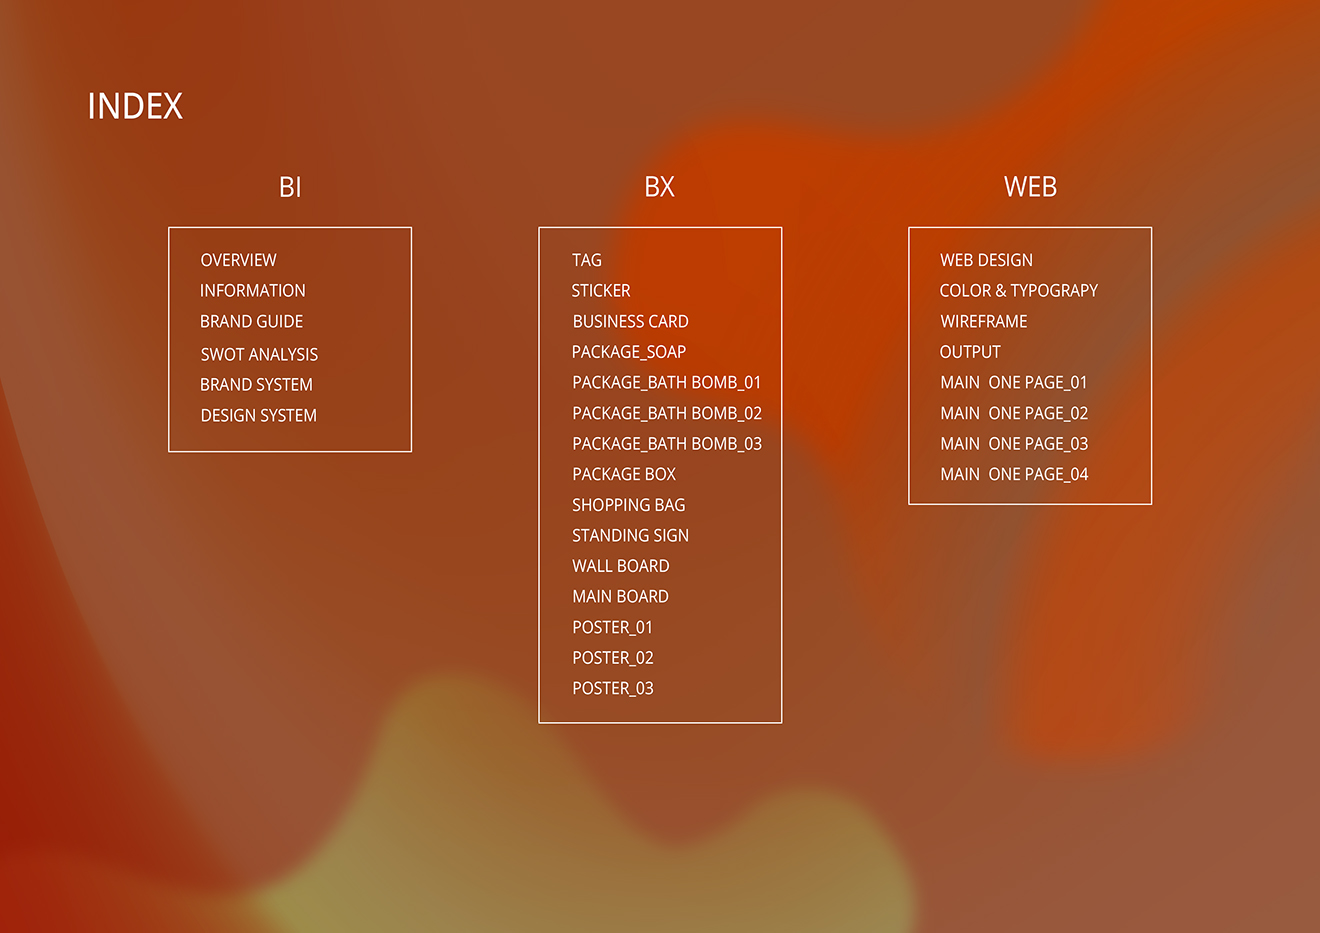 INDEX
BI
OVERVIEW
INFORMATION
BRAND GUIDE
SWOT ANALYSIS
BRAND SYSTEM
DESIGN SYSTEM
BX
TAG
STICKER
BUSINESS CARD
PACKAGE_SOAP
PACKAGE_BATH BOMB_01
PACKAGE_BATH BOMB_02
PACKAGE_BATH BOMB_03
PACKAGE BOX
SHOPPING BAG
STANDING SIGN
WALL BOARD
MAIN BOARD
POSTER_01
POSTER_02
POSTER_03
WEB
WEB DESIGN
COLOR & TYPOGRAPY
WIREFRAME
OUTPUT
MAIN  ONE PAGE_01
MAIN  ONE PAGE_02
MAIN  ONE PAGE_03
MAIN  ONE PAGE_04